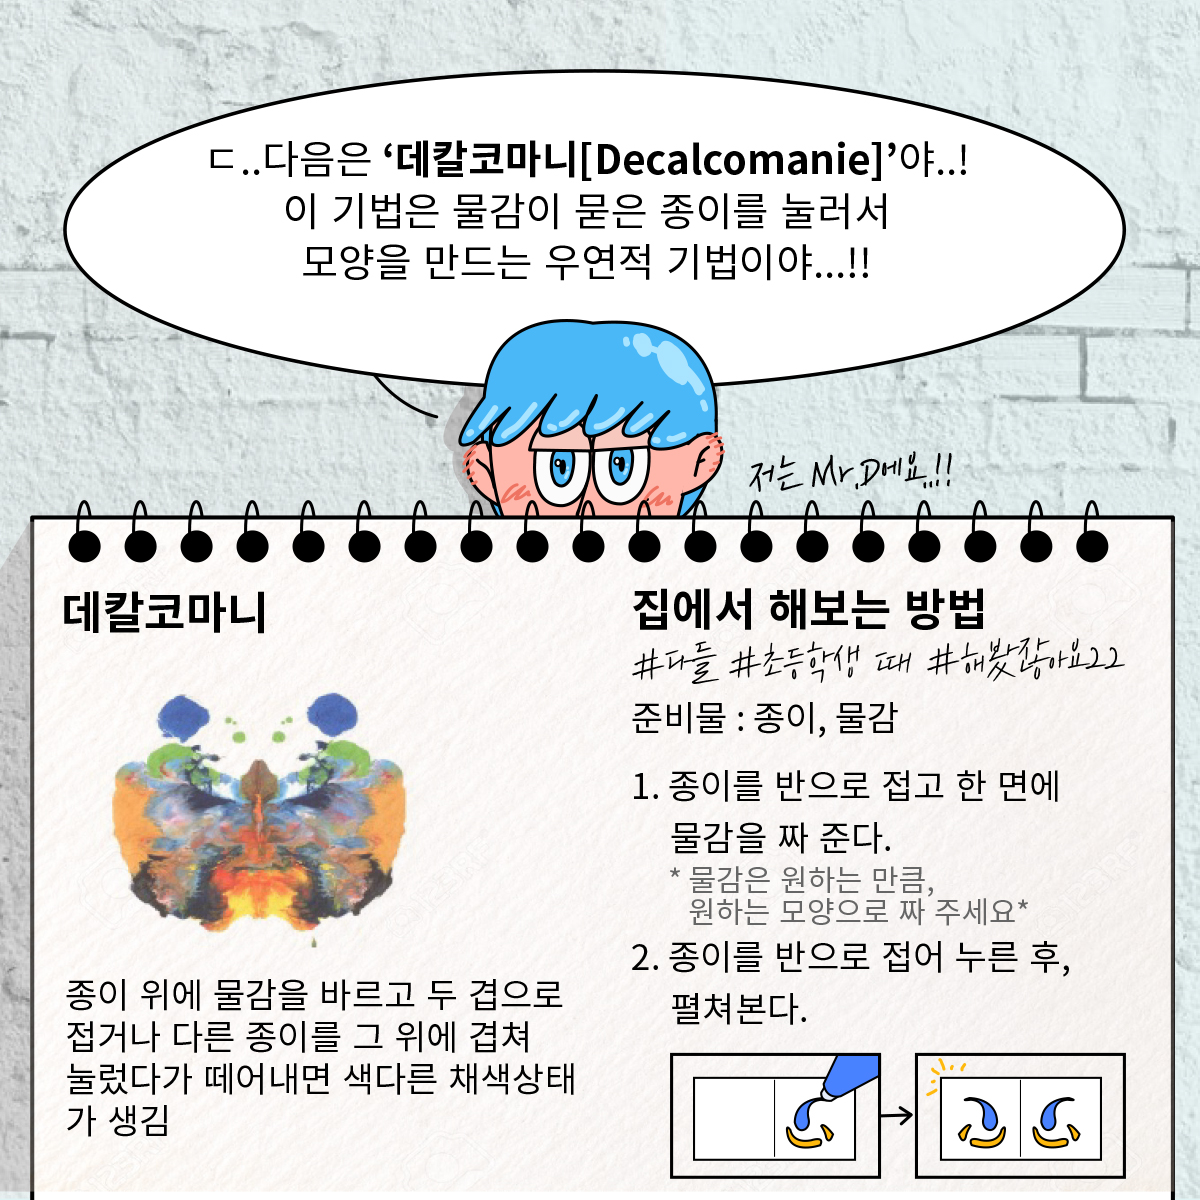 ㄷ..다음은 ‘데칼코마니[Decalcomanie]’야..!
이 기법은 물감이 묻은 종이를 눌러서
모양을 만드는 우연적 기법이야...!!
저는 Mr.D에요..!!
데칼코마니
종이 위에 물감을 바르고 두 겹으로
접거나 다른 종이를 그 위에 겹쳐
눌렀다가 떼어내면 색다른 채색상태
가 생김
집에서 해보는 방법
#다들 #초등학생 때 #해봤잖아요22
준비물 : 종이, 물감
1. 종이를 반으로 접고 한 면에
물감을 짜 준다.
* 물감은 원하는 만큼,
원하는 모양으로 짜 주세요*
2. 종이를 반으로 접어 누른 후,
펼쳐본다.